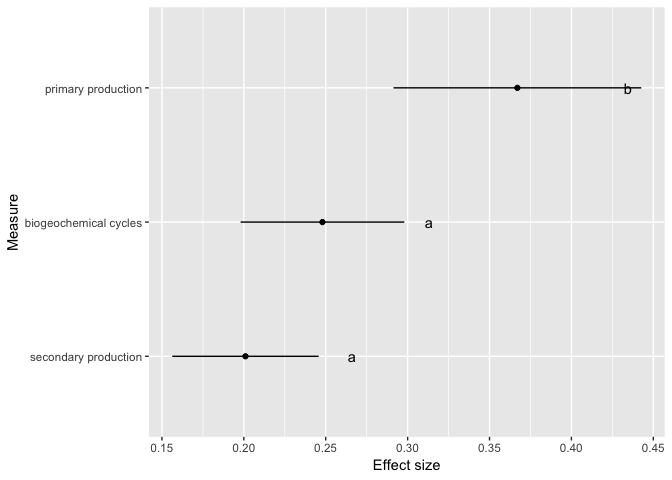 primary production
b
Measure
biogeochemical cycles
a
secondary production
a
0.15 0.20 0.25 0.30 0.35 0.40 0.45
Effect size